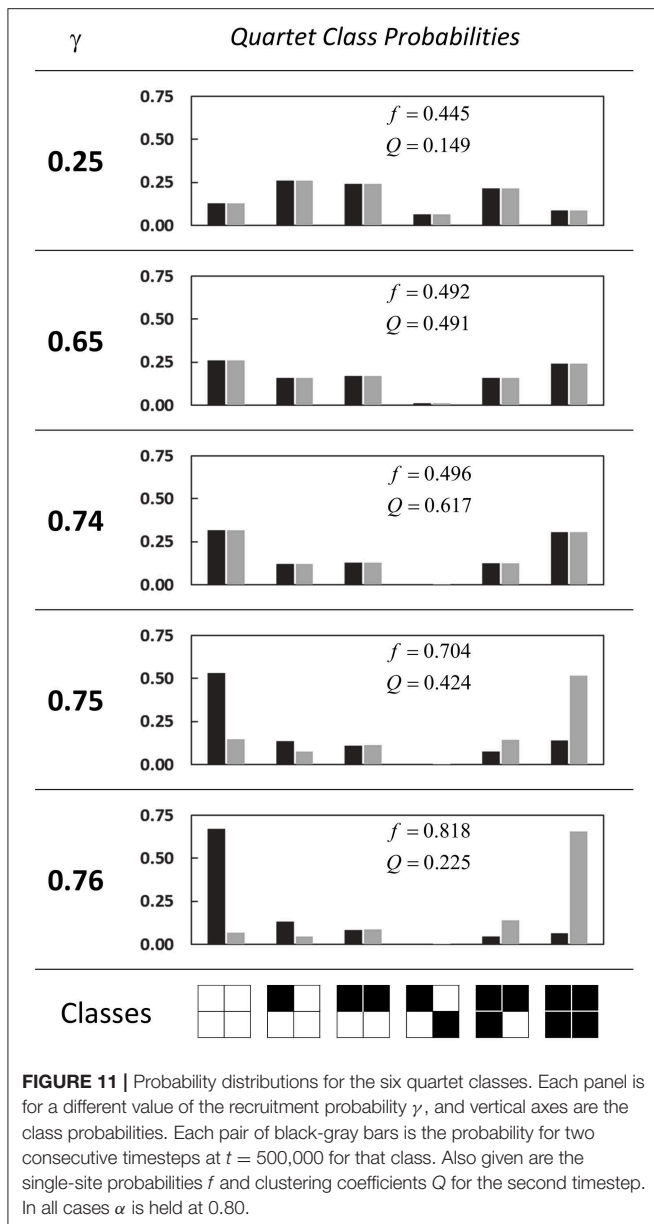 γ Quartet Class Probabilities
0.25
0.75
0.50
0.25
0.00
f = 0.445
Q = 0.149
0.65
0.75
0.50
0.25
0.00
f = 0.492
Q = 0.491
0.74
0.75
0.50
0.25
0.00
f = 0.496
Q = 0.617
0.75
0.75
0.50
0.25
0.00
f = 0.704
Q = 0.424
0.76
0.75
0.50
0.25
0.00
f = 0.818
Q = 0.225
Classes
FIGURE 11 | Probability distributions for the six quartet classes. Each panel is
for a different value of the recruitment probability γ, and vertical axes are the
class probabilities. Each pair of black-gray bars is the probability for two
consecutive timesteps at t = 500,000 for that class. Also given are the
single-site probabilities f and clustering coefficients Q for the second timestep.
In all cases α is held at 0.80.